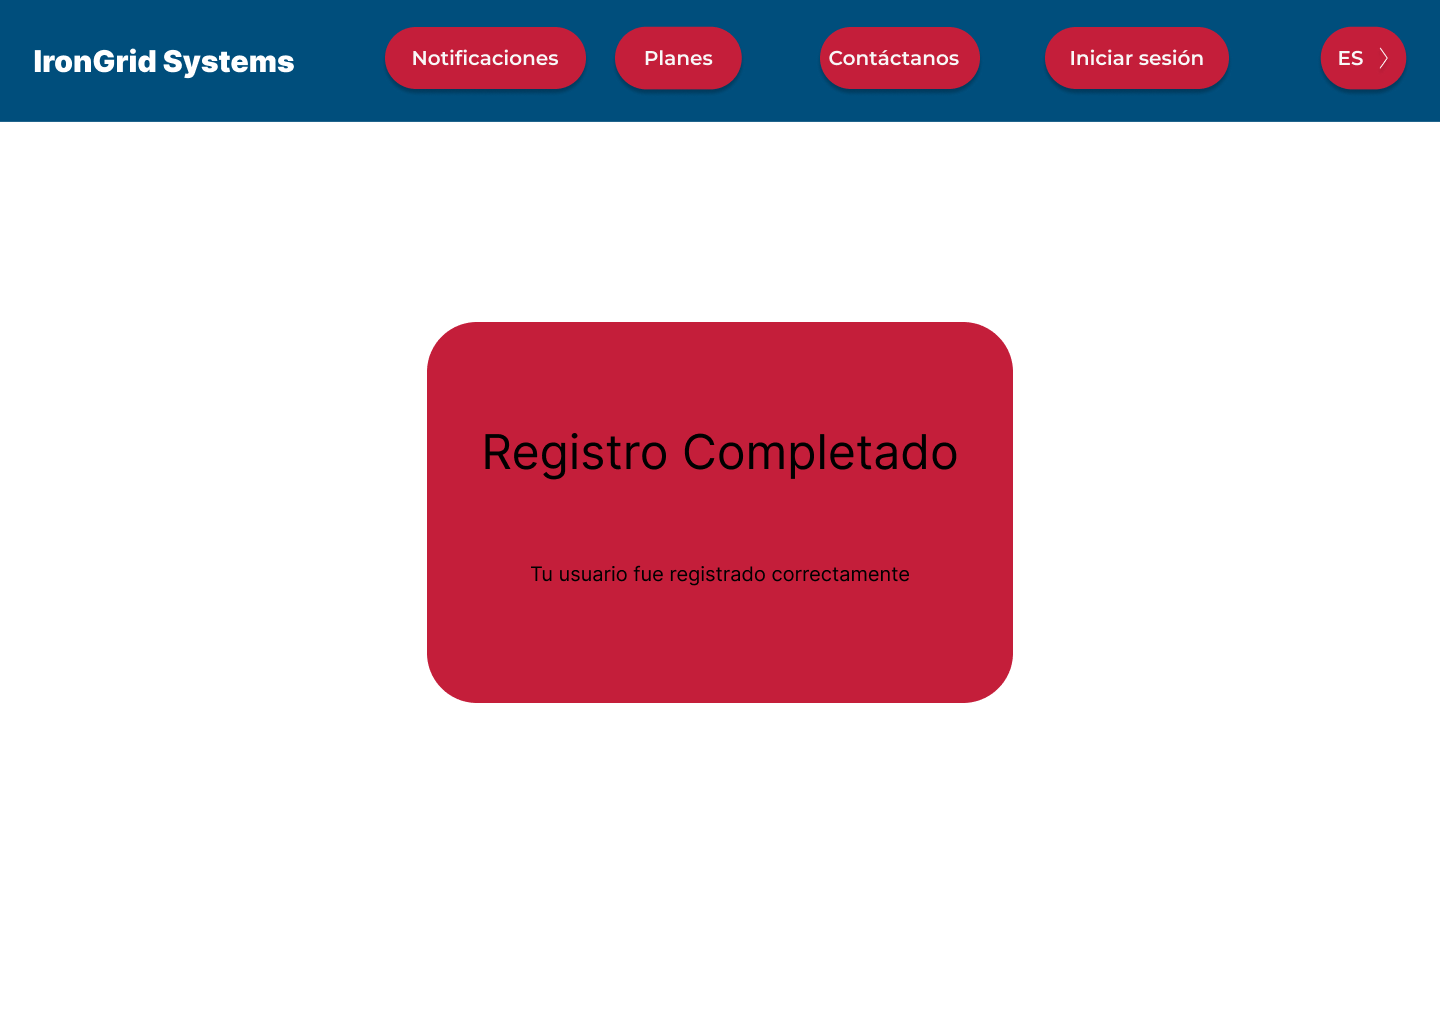 IronGrid Systems
Notificaciones
Planes
Contáctanos
Iniciar sesión
ES
Registro Completado
Tu usuario fue registrado correctamente